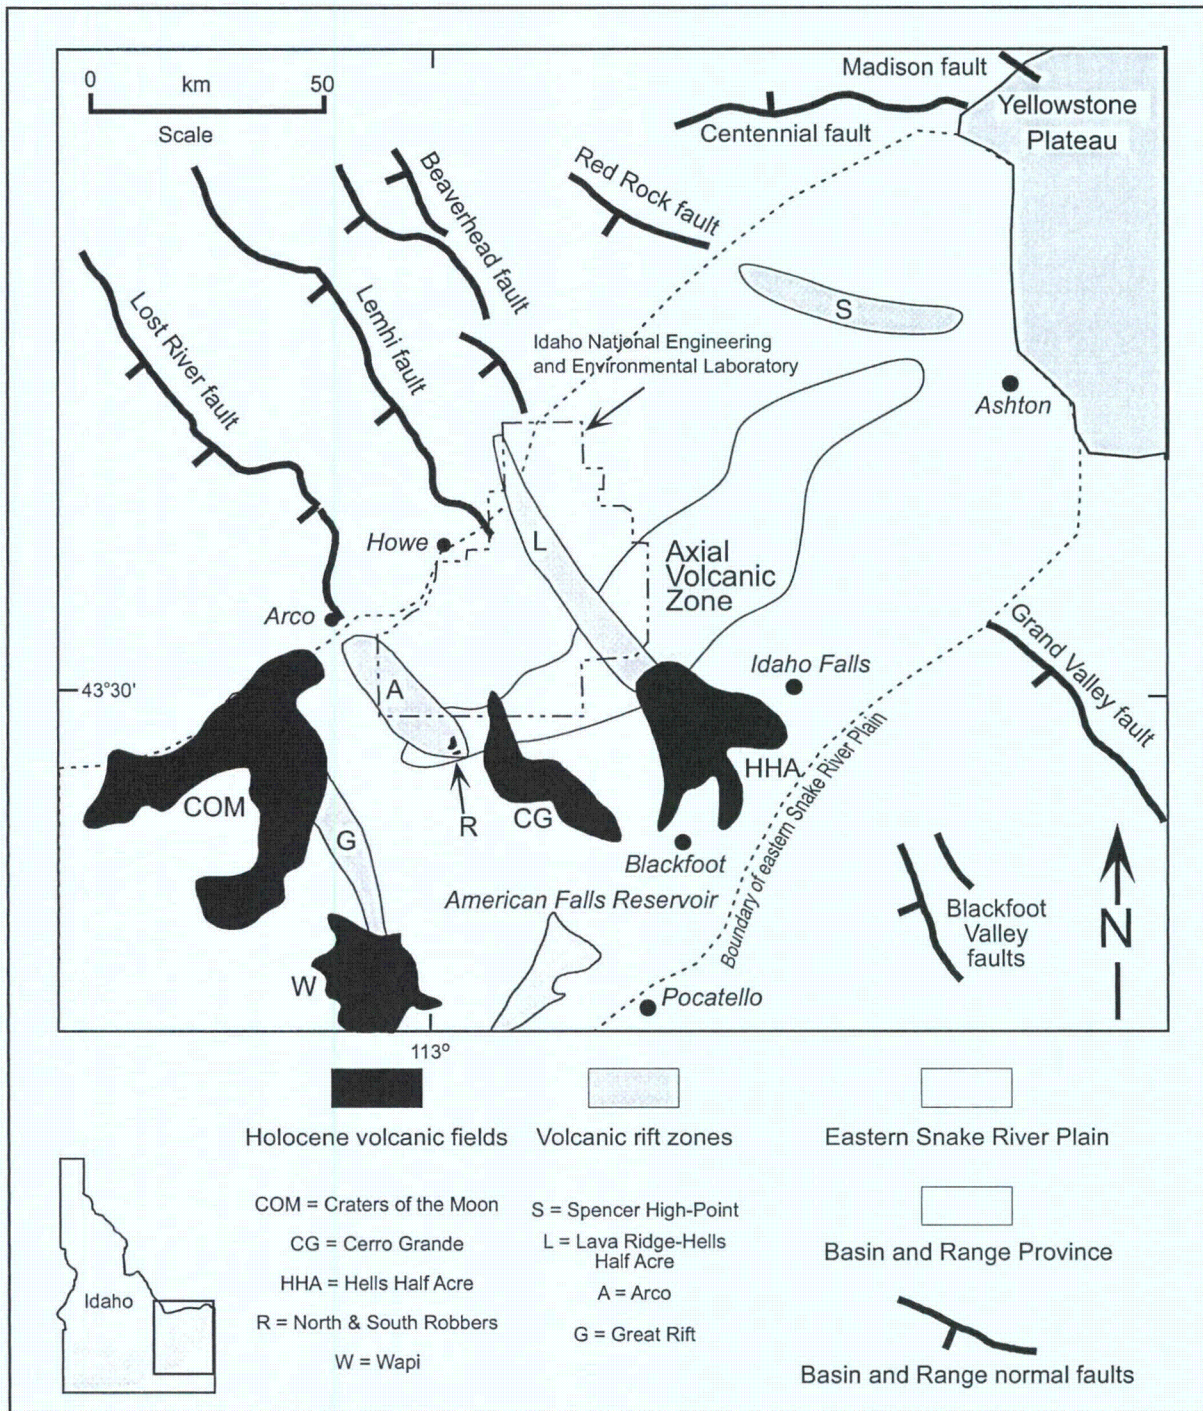 0 km 50
Scale
Madison fault
Yellowstone
Plateau
Centennial fault
Beaverhead fault
Red Rock fault
Lost River fault
Lemhi fault
S
Idaho National Engineering
and Environmental Laboratory
Ashton
Howe
L
Axial
Volcanic
Zone
Arco
Idaho Falls
Grand Valley fault
43°30'
A
HHA
COM
R
CG
G
Blackfoot
Boundary of eastern Snake River Plain
American Falls Reservoir
Blackfoot
Valley
faults
N
W
Pocatello
113°
Holocene volcanic fields
Volcanic rift zones
Eastern Snake River Plain
COM = Craters of the Moon
CG = Cerro Grande
HHA = Hells Half Acre
R = North & South Robbers
W = Wapi
S = Spencer High-Point
L = Lava Ridge-Hells
Half Acre
A = Arco
G = Great Rift
Basin and Range Province
Basin and Range normal faults
Idaho